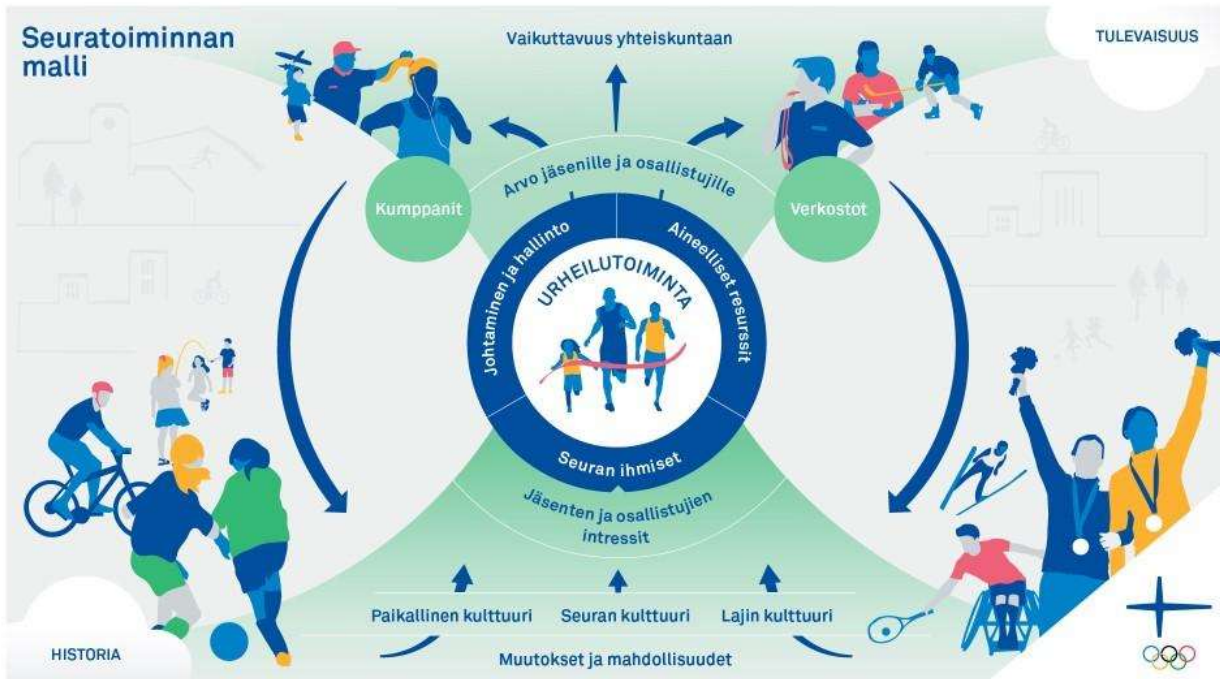 Seuratoiminnan
malli
Vaikuttavuus yhteiskuntaan
TULEVAISUUS
Arvo jäsenille ja osallistujille
Kumppanit
Verkostot
Johtaminen ja hallinto
Aineelliset resurssit
URHEILUTOIMINTA
Seuran ihmiset
Jäsenten ja osallistujien
intressit
Paikallinen kulttuuri
Seuran kulttuuri
Lajin kulttuuri
HISTORIA
Muutokset ja mahdollisuudet